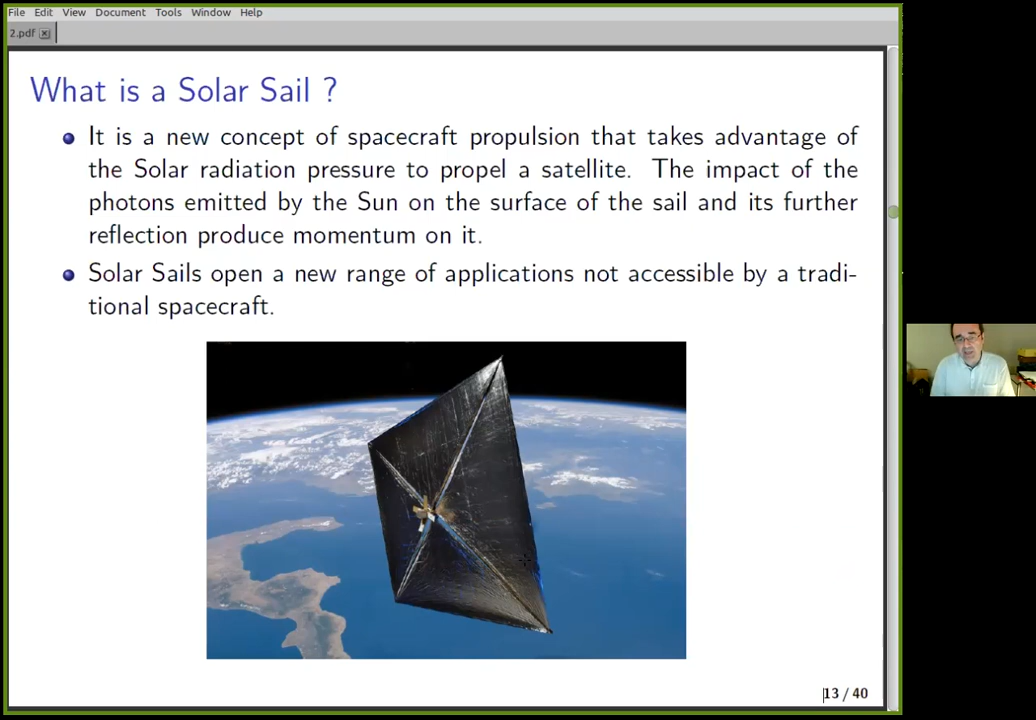 File Edit View Document Tools Window Help
2.pdf
What is a Solar Sail ?
It is a new concept of spacecraft propulsion that takes advantage of
the Solar radiation pressure to propel a satellite. The impact of the
photons emitted by the Sun on the surface of the sail and its further
reflection produce momentum on it.
Solar Sails open a new range of applications not accessible by a tradi-
tional spacecraft.
13 / 40